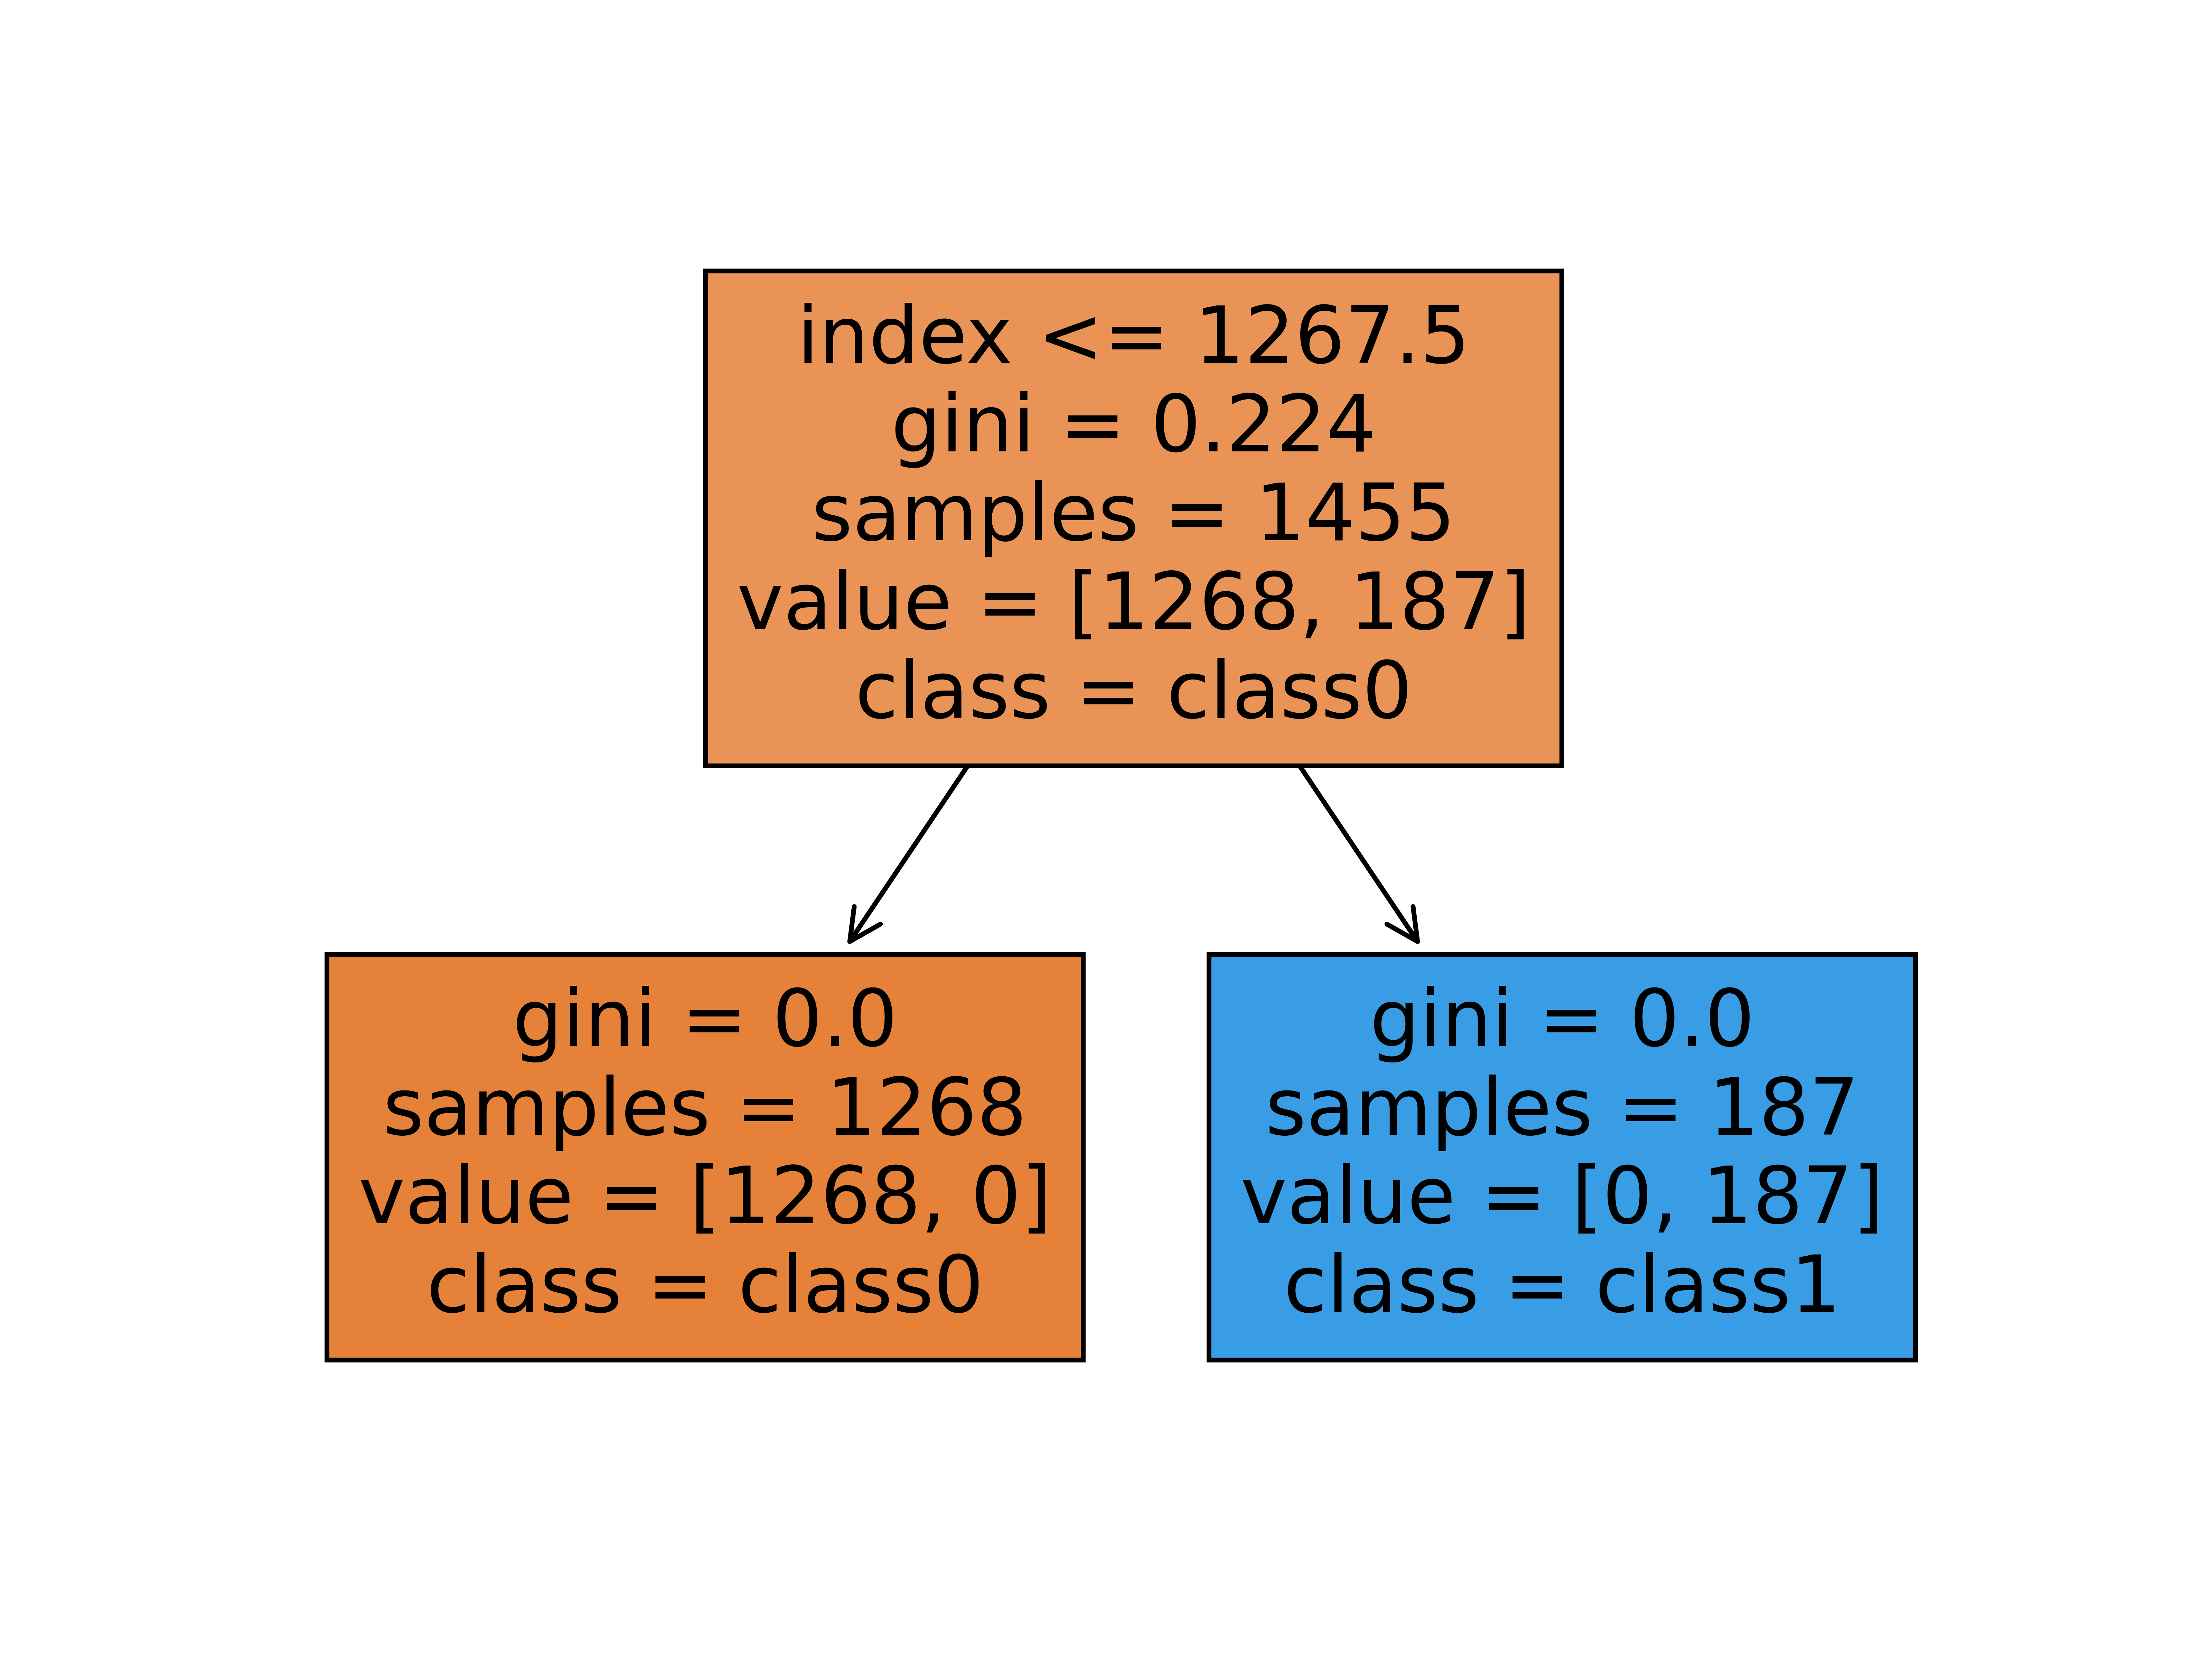 index <= 1267.5
gini = 0.224
samples = 1455
value = [1268, 187]
class = class0
gini = 0.0
samples = 1268
value = [1268, 0]
class = class0
gini = 0.0
samples = 187
value = [0, 187]
class = class1